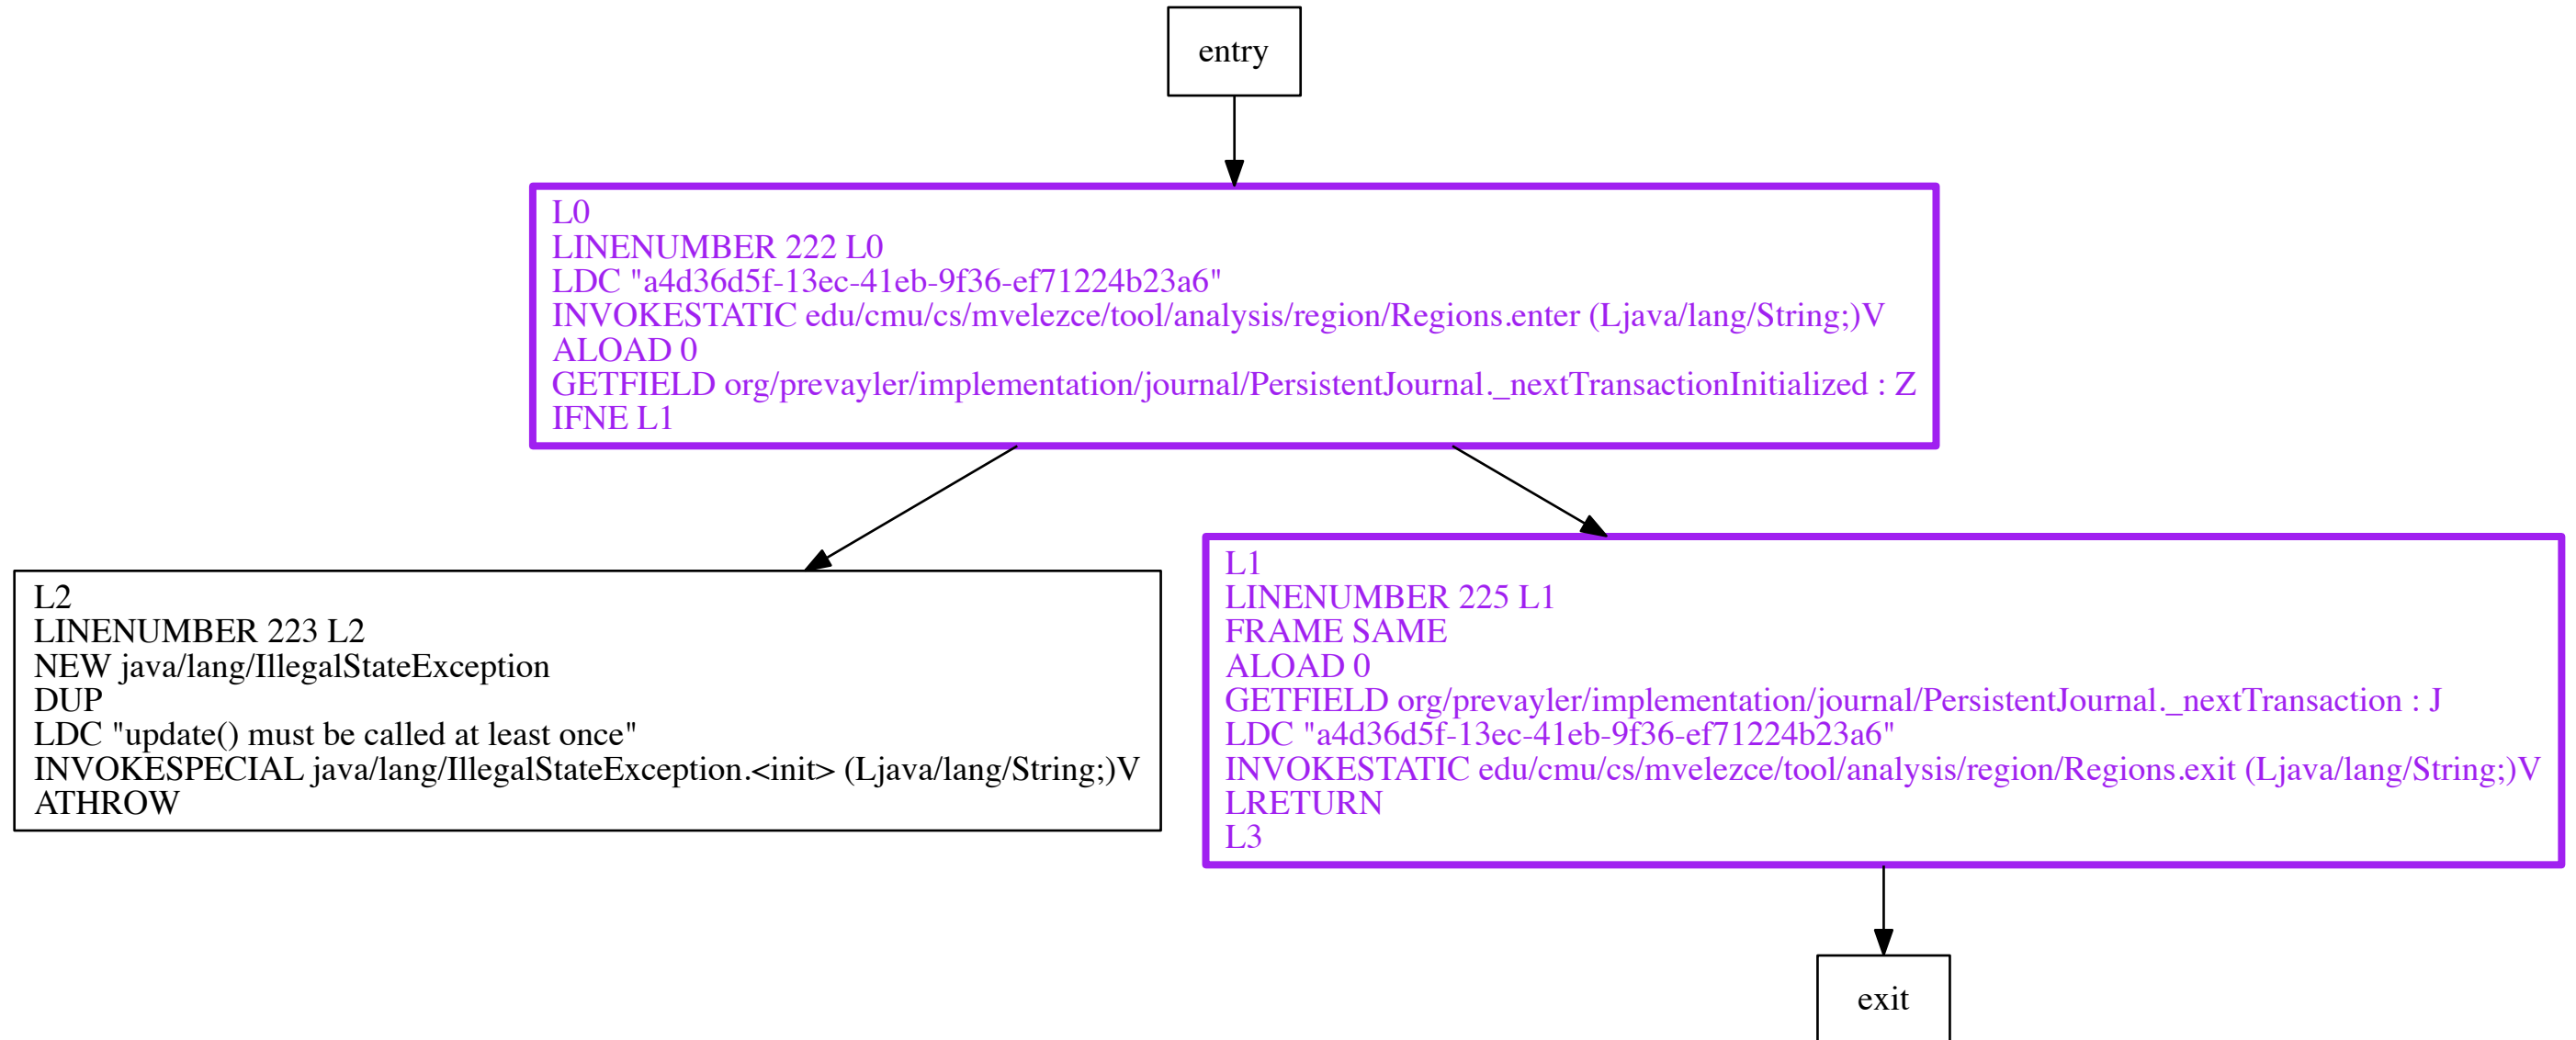 entry
L0
LINENUMBER 222 L0
LDC "a4d36d5f-13ec-41eb-9f36-ef71224b23a6"
INVOKESTATIC edu/cmu/cs/mvelezce/tool/analysis/region/Regions.enter (Ljava/lang/String;)V
ALOAD 0
GETFIELD org/prevayler/implementation/journal/PersistentJournal._nextTransactionInitialized : Z
IFNE L1
L2
LINENUMBER 223 L2
NEW java/lang/IllegalStateException
DUP
LDC "update() must be called at least once"
INVOKESPECIAL java/lang/IllegalStateException.<init> (Ljava/lang/String;)V
ATHROW
L1
LINENUMBER 225 L1
FRAME SAME
ALOAD 0
GETFIELD org/prevayler/implementation/journal/PersistentJournal._nextTransaction : J
LDC "a4d36d5f-13ec-41eb-9f36-ef71224b23a6"
INVOKESTATIC edu/cmu/cs/mvelezce/tool/analysis/region/Regions.exit (Ljava/lang/String;)V
LRETURN
L3
exit